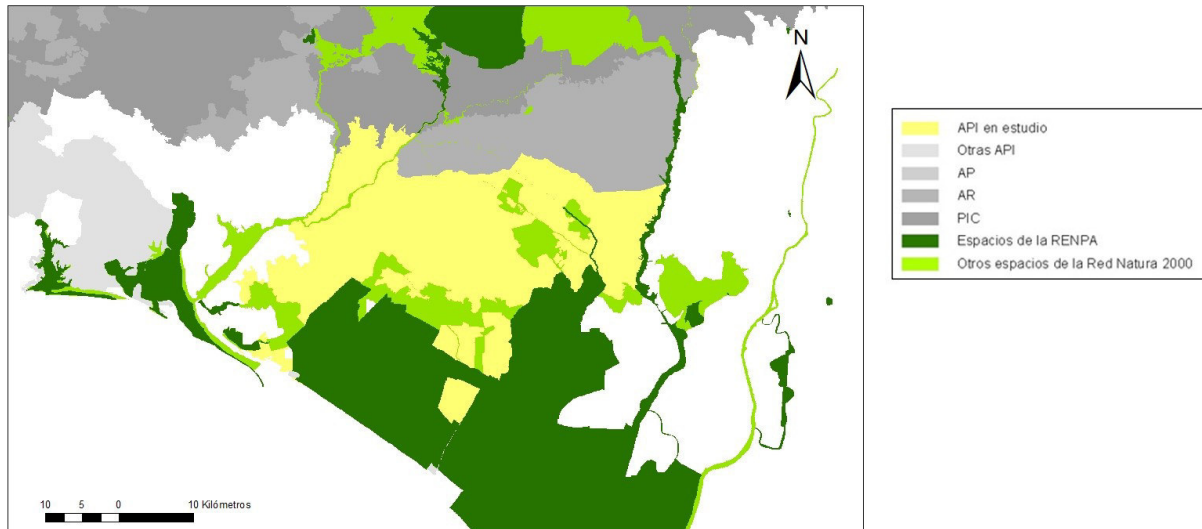 N
API en estudio
Otras API
AP
AR
PIC
Espacios de la RENPA
Otros espacios de la Red Natura 2000
10 5 0 10 Kilómetros